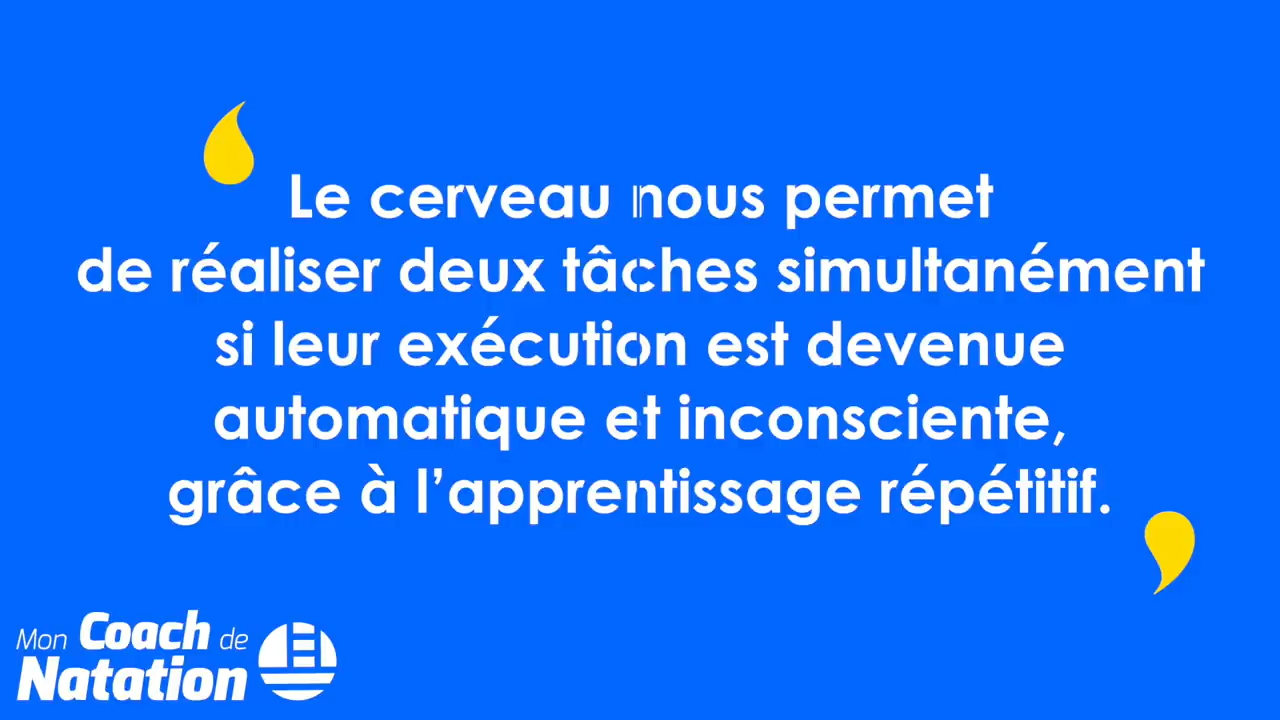 ‘
Le cerveau nous permet
de réaliser deux tâches simultanément
si leur exécution est devenue
automatique et inconsciente,
grâce à l’apprentissage répétitif.
’
Mon Coach de
Natation